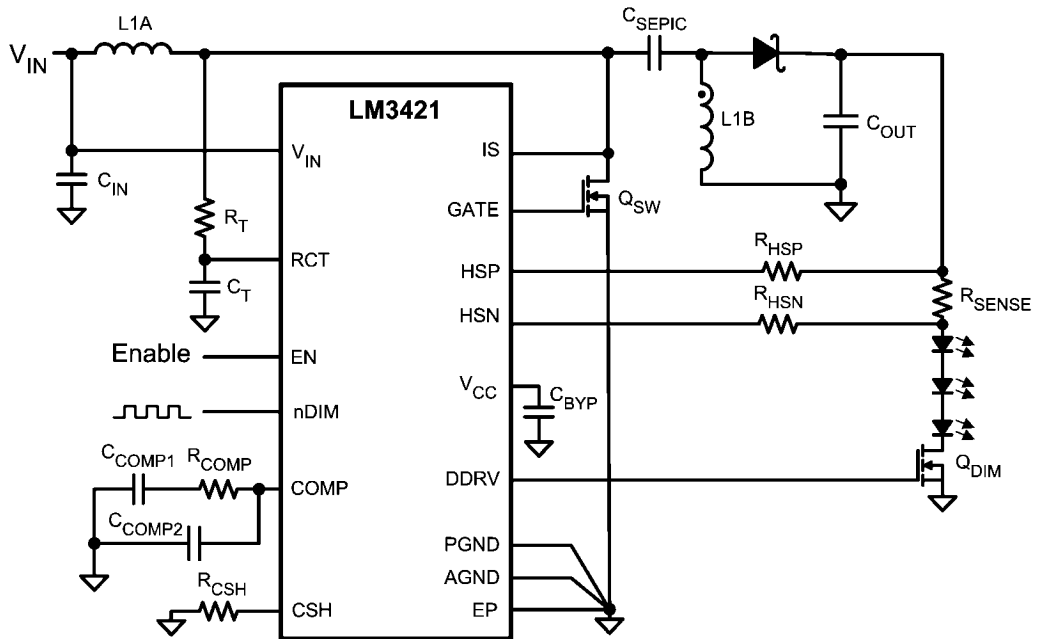 L1A
C_SEPIC
V_IN
LM3421
L1B
C_OUT
V_IN
IS
C_IN
GATE
Q_SW
R_T
R_HSP
RCT
HSP
C_T
R_HSN
R_SENSE
HSN
Enable
EN
V_CC
C_BYP
nDIM
C_COMP1
R_COMP
COMP
DDRV
Q_DIM
C_COMP2
PGND
AGND
R_CSH
CSH
EP